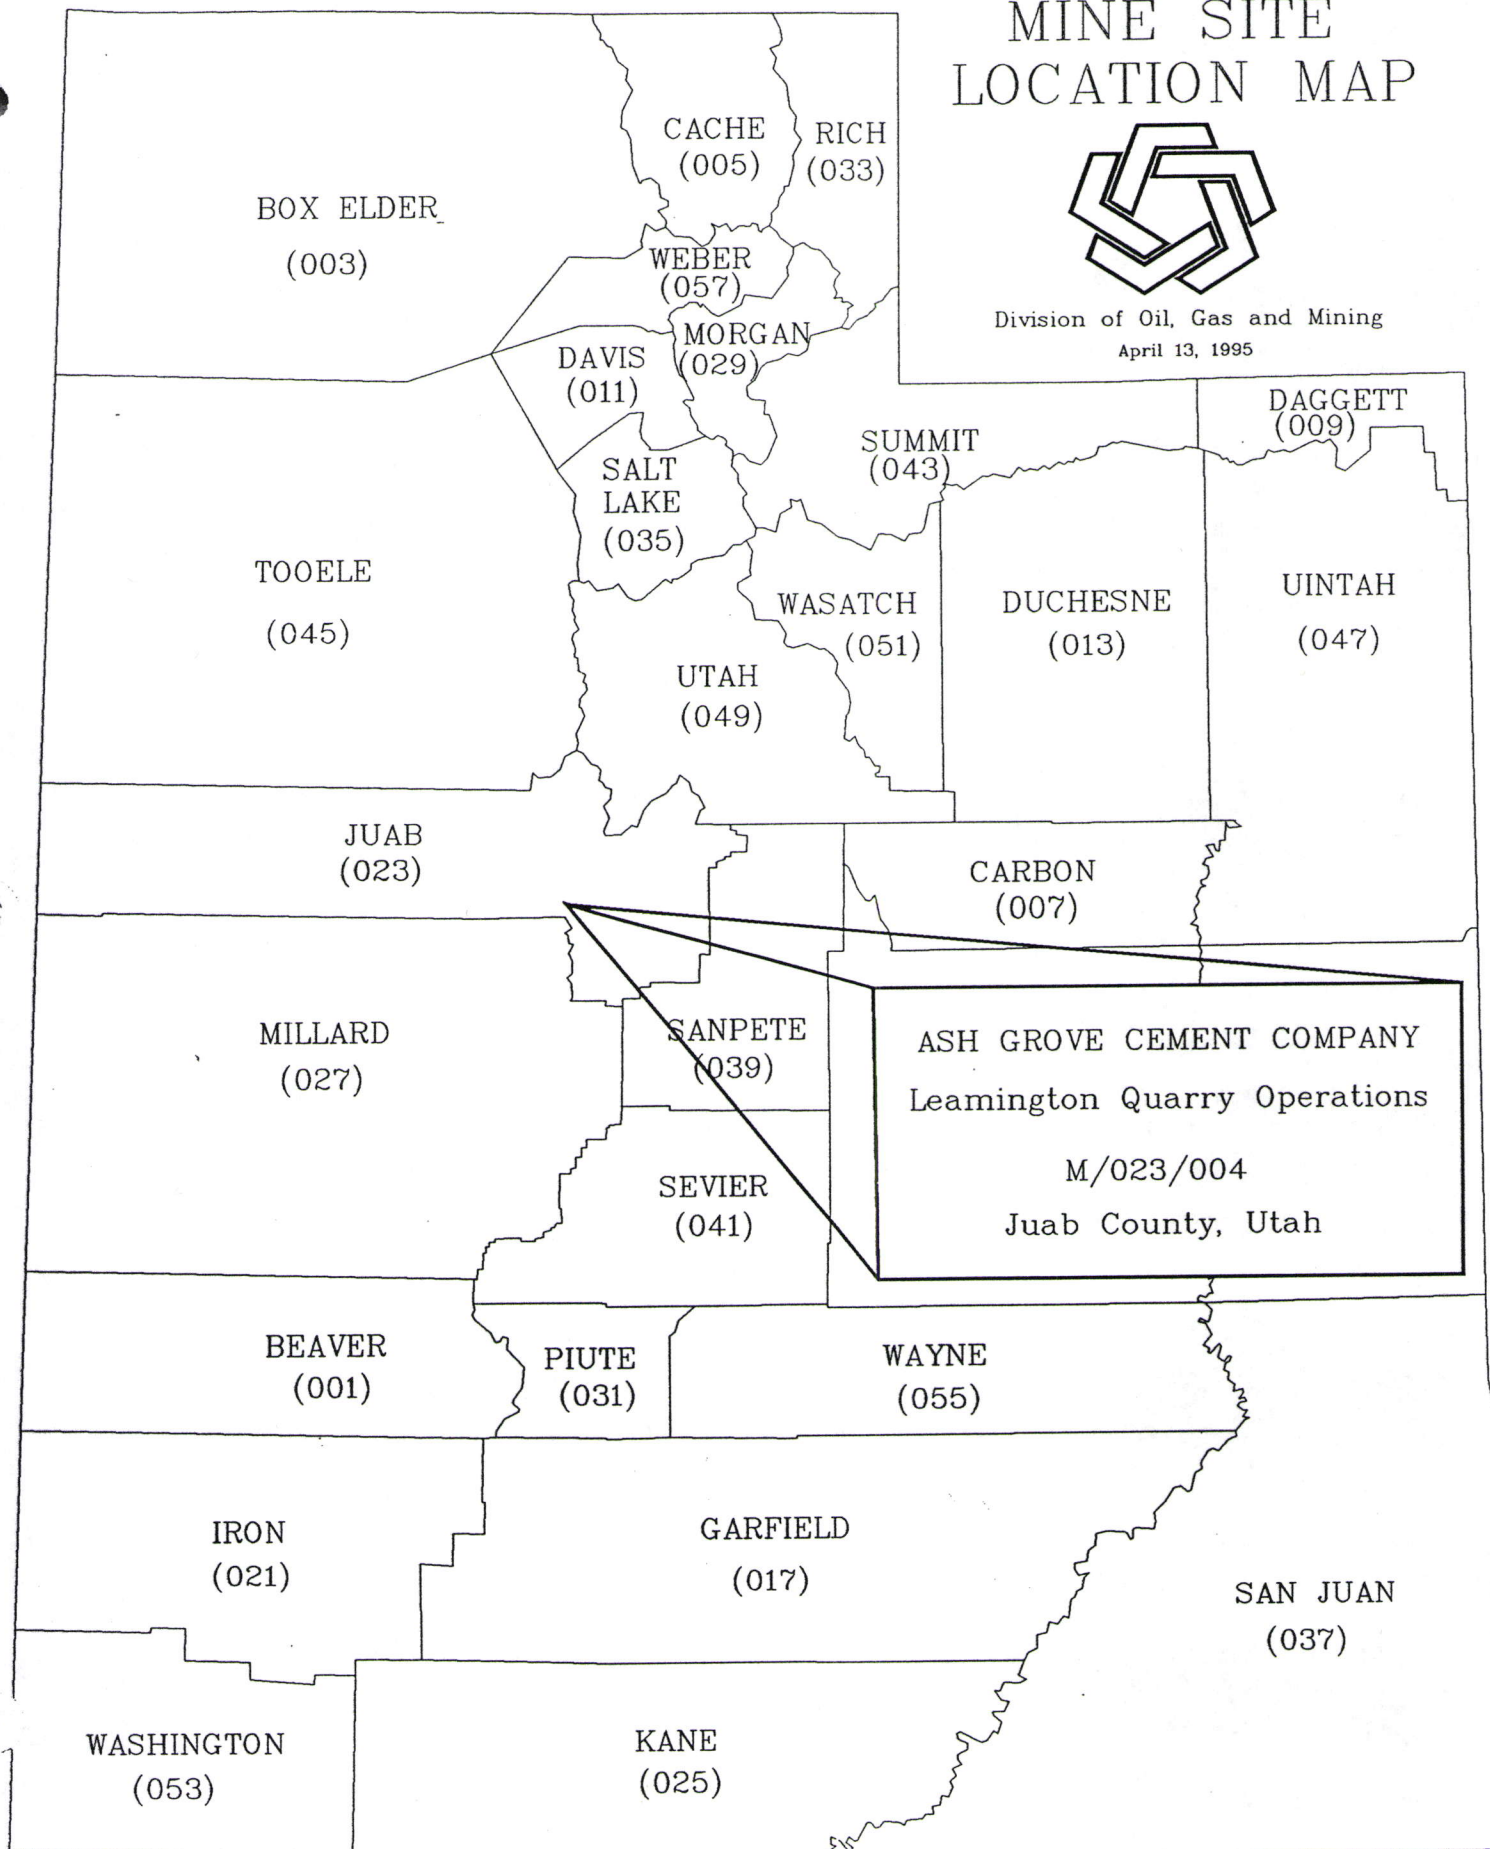 MINE SITE
LOCATION MAP
Division of Oil, Gas and Mining
April 13, 1995
CACHE
(005)
RICH
(033)
BOX ELDER
(003)
WEBER
(057)
MORGAN
(029)
DAVIS
(011)
DAGGETT
(009)
SUMMIT
(043)
SALT
LAKE
(035)
TOOELE
(045)
WASATCH
(051)
DUCHESNE
(013)
UINTAH
(047)
UTAH
(049)
JUAB
(023)
CARBON
(007)
MILLARD
(027)
SANPETE
(039)
ASH GROVE CEMENT COMPANY
Leamington Quarry Operations
M/023/004
Juab County, Utah
SEVIER
(041)
BEAVER
(001)
PIUTE
(031)
WAYNE
(055)
IRON
(021)
GARFIELD
(017)
SAN JUAN
(037)
WASHINGTON
(053)
KANE
(025)